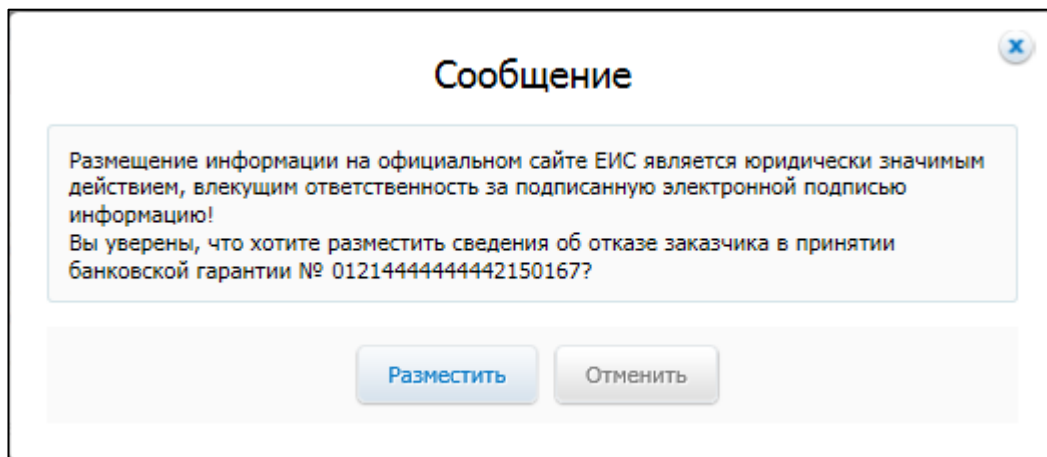 Сообщение
Размещение информации на официальном сайте ЕИС является юридически значимым
действием, влекущим ответственность за подписанную электронной подписью
информацию!
Вы уверены, что хотите разместить сведения об отказе заказчика в принятии
банковской гарантии № 01214444444442150167?
Разместить
Отменить